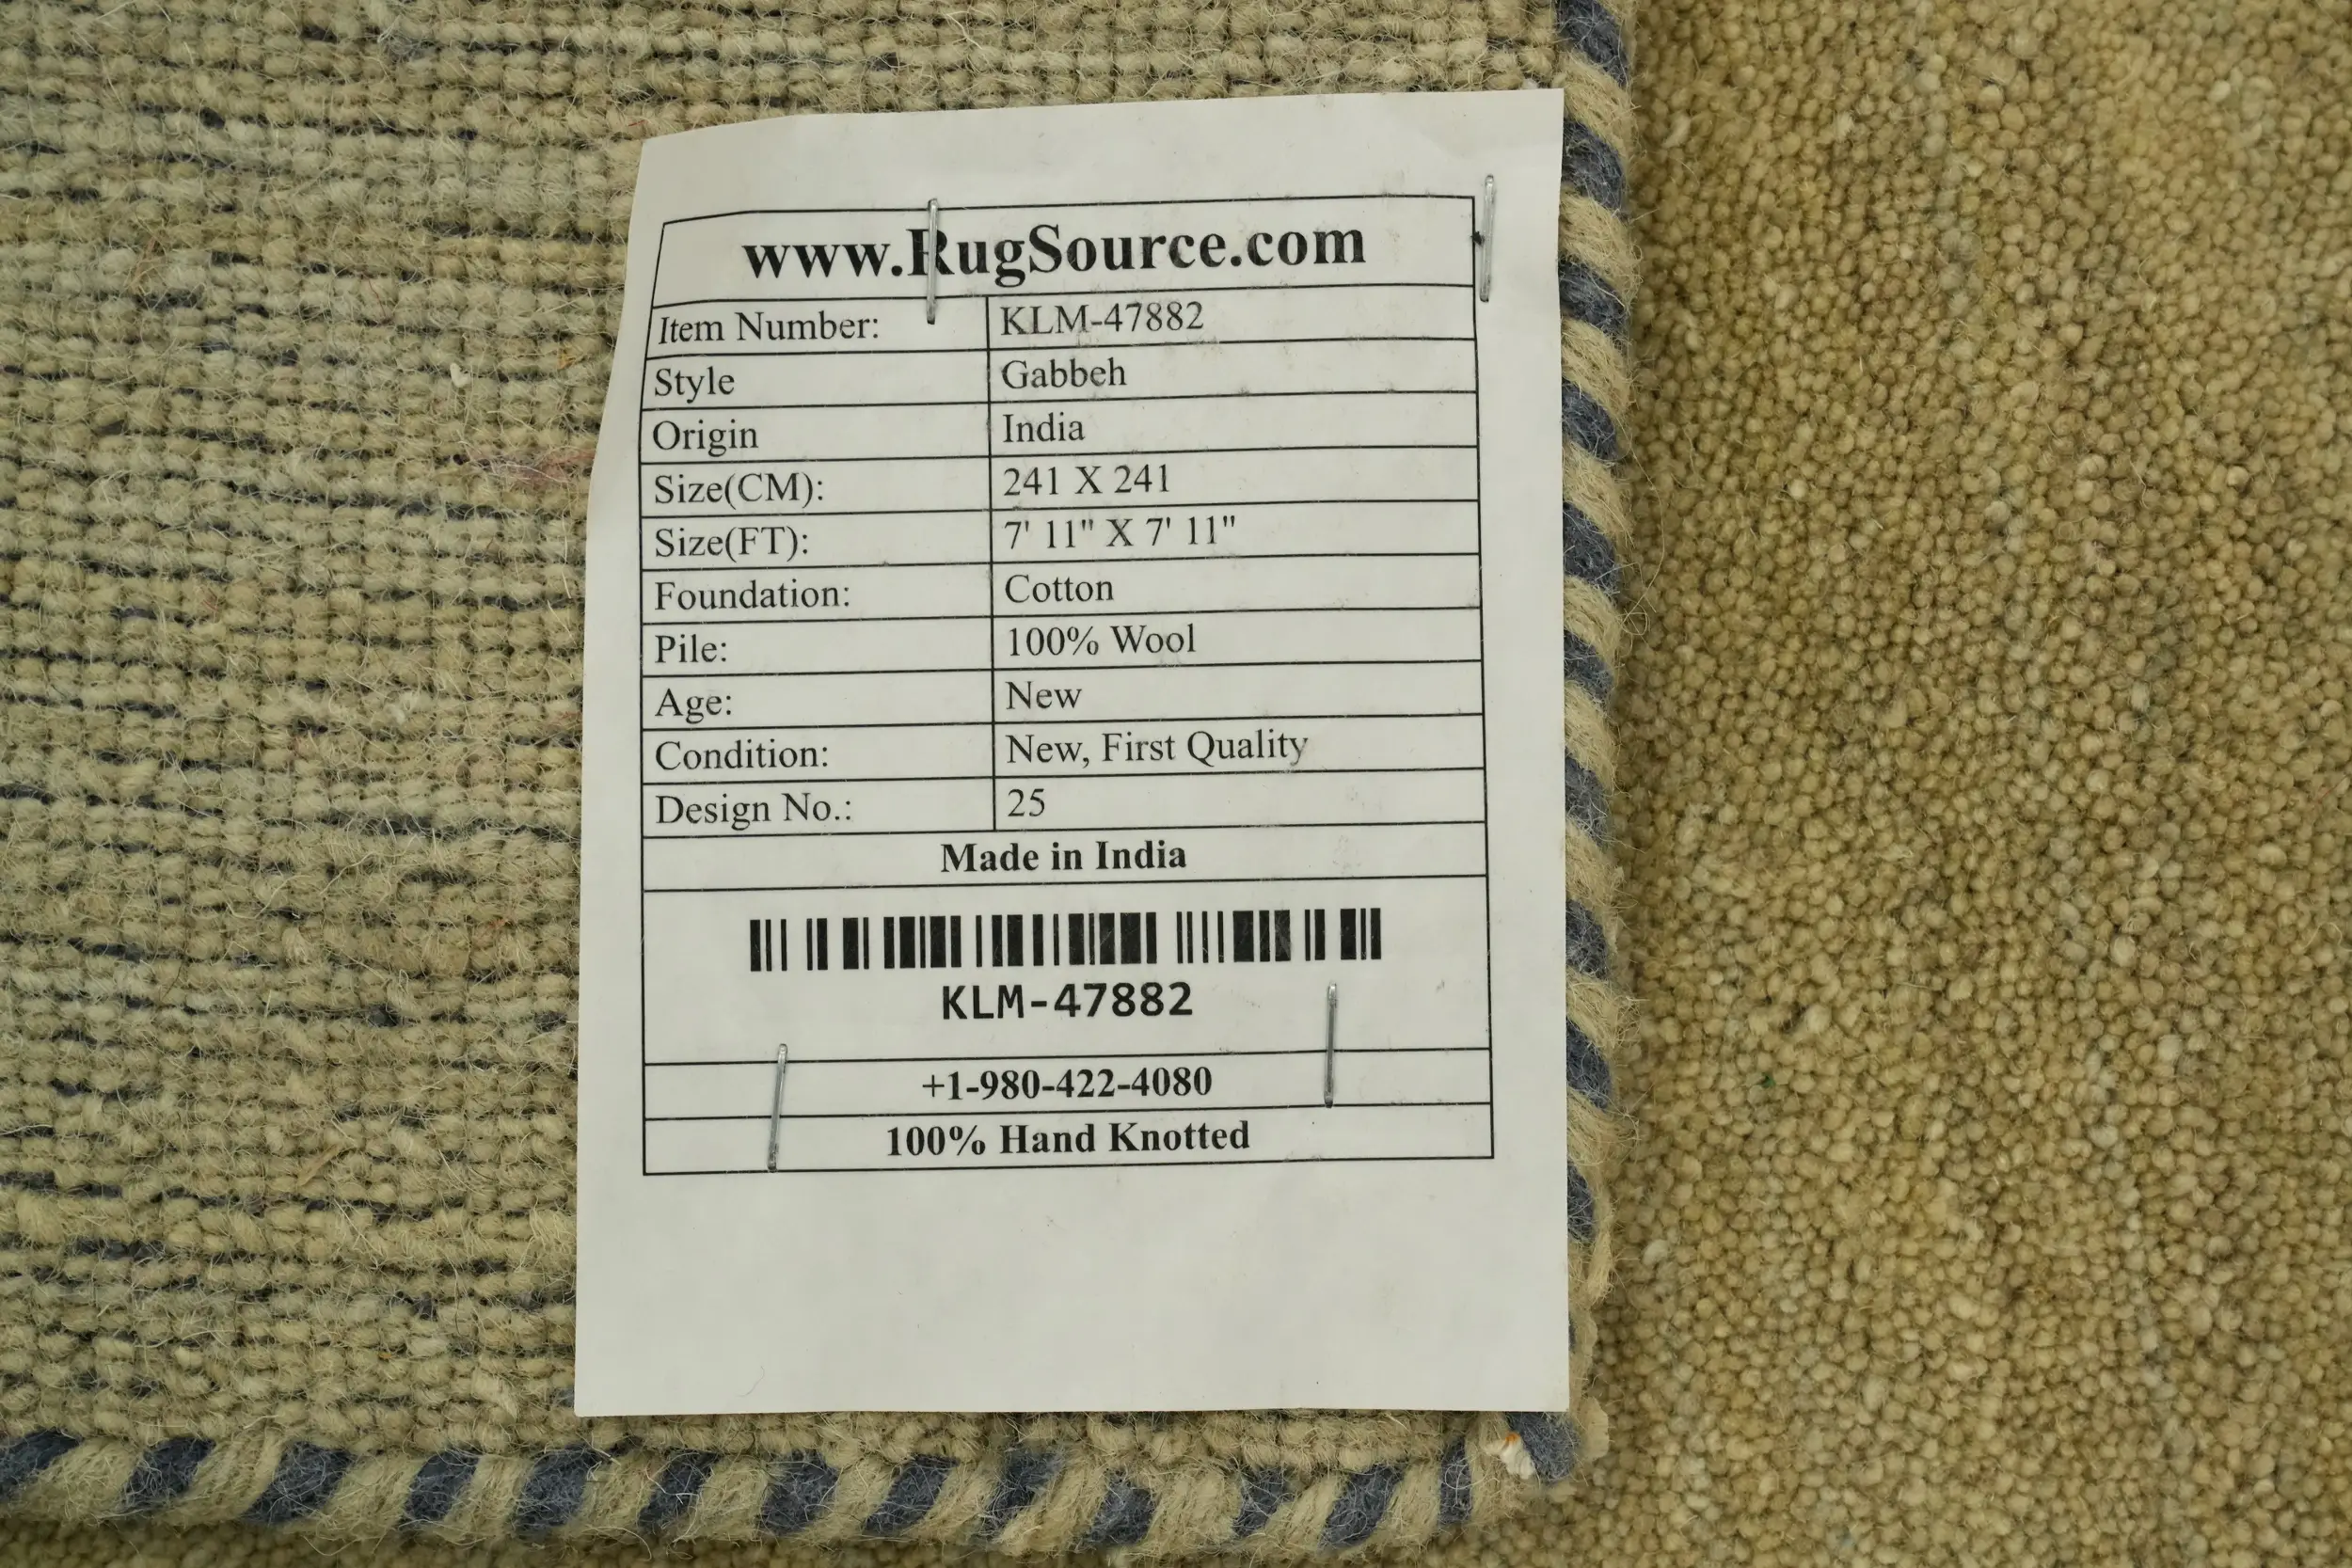 www.RugSource.com
Item Number: KLM-47882
Style Gabbeh
Origin India
Size(CM): 241 X 241
Size(FT): 7' 11" X 7' 11"
Foundation: Cotton
Pile: 100% Wool
Age: New
Condition: New, First Quality
Design No.: 25
Made in India
KLM-47882
+1-980-422-4080
100% Hand Knotted